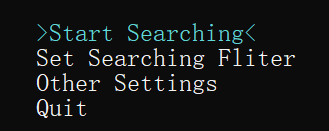 >Start Searching<
Set Searching Fliter
Other Settings
Quit